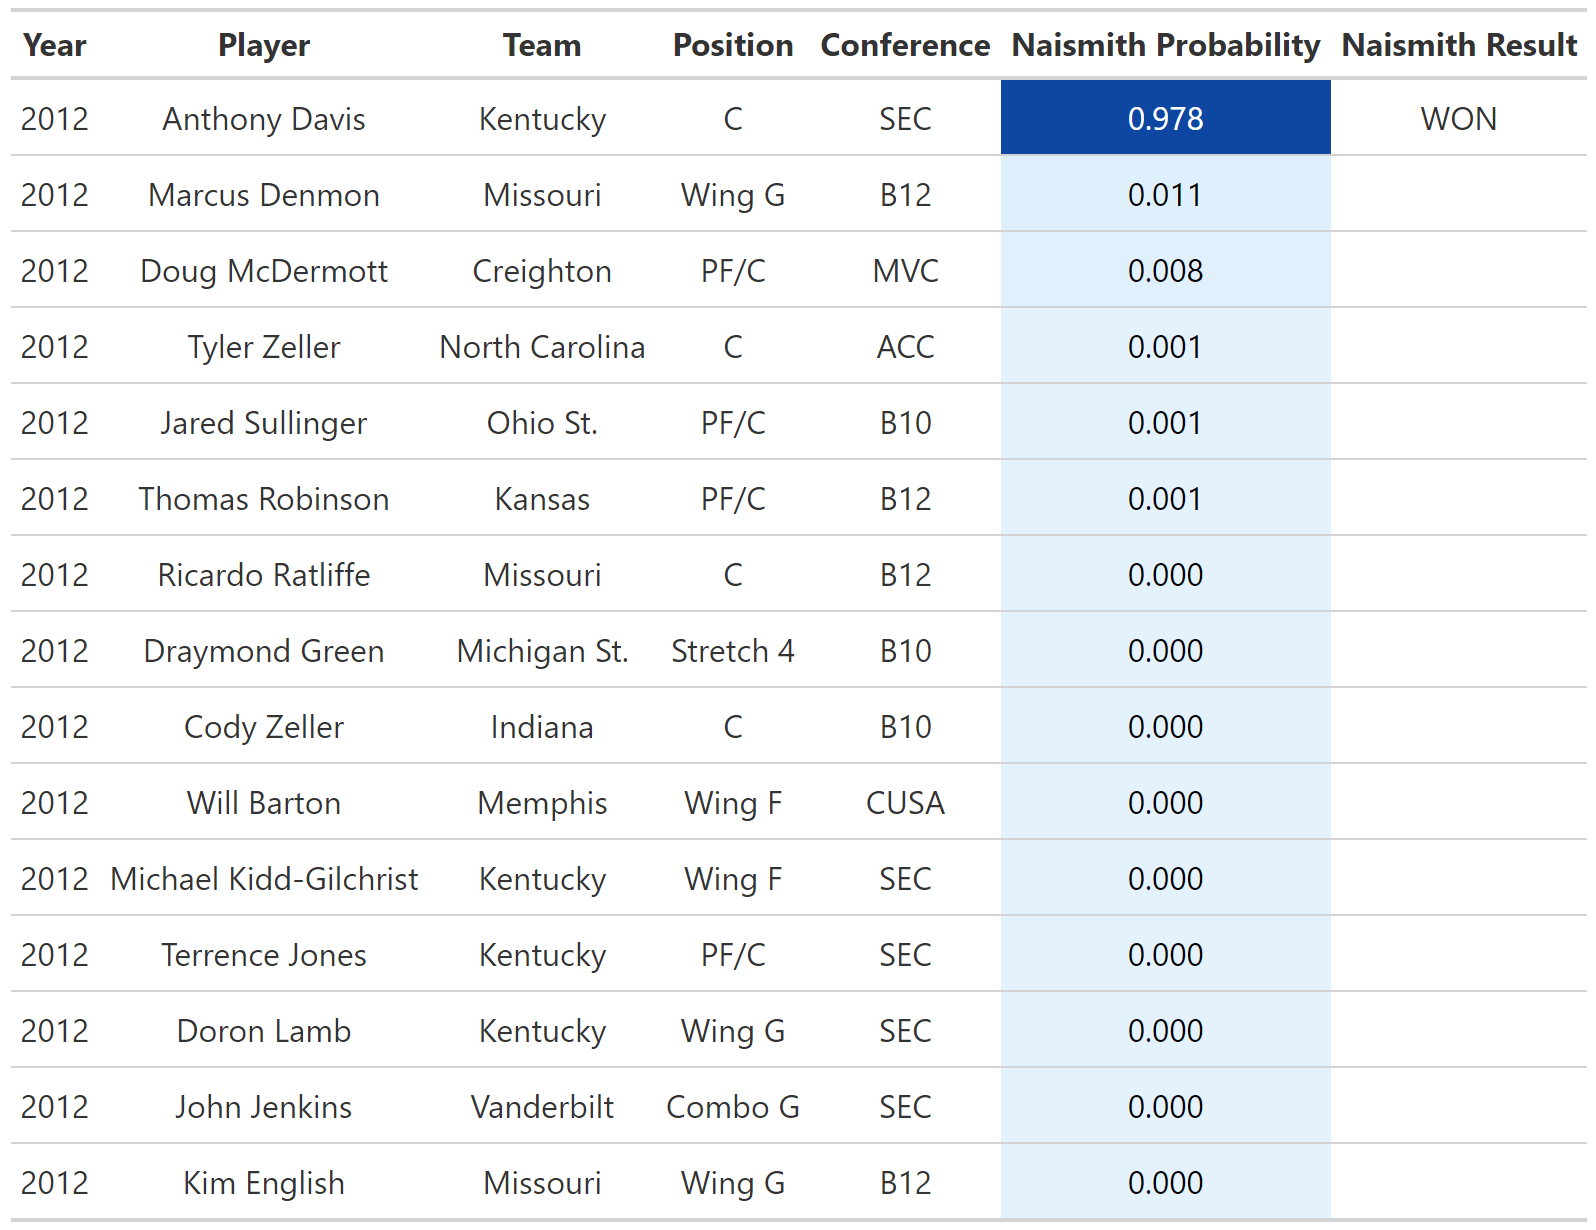 Year Player Team Position Conference Naismith Probability Naismith Result
2012 Anthony Davis Kentucky C SEC 0.978 WON
2012 Marcus Denmon Missouri Wing G B12 0.011
2012 Doug McDermott Creighton PF/C MVC 0.008
2012 Tyler Zeller North Carolina C ACC 0.001
2012 Jared Sullinger Ohio St. PF/C B10 0.001
2012 Thomas Robinson Kansas PF/C B12 0.001
2012 Ricardo Ratliffe Missouri C B12 0.000
2012 Draymond Green Michigan St. Stretch 4 B10 0.000
2012 Cody Zeller Indiana C B10 0.000
2012 Will Barton Memphis Wing F CUSA 0.000
2012 Michael Kidd-Gilchrist Kentucky Wing F SEC 0.000
2012 Terrence Jones Kentucky PF/C SEC 0.000
2012 Doron Lamb Kentucky Wing G SEC 0.000
2012 John Jenkins Vanderbilt Combo G SEC 0.000
2012 Kim English Missouri Wing G B12 0.000